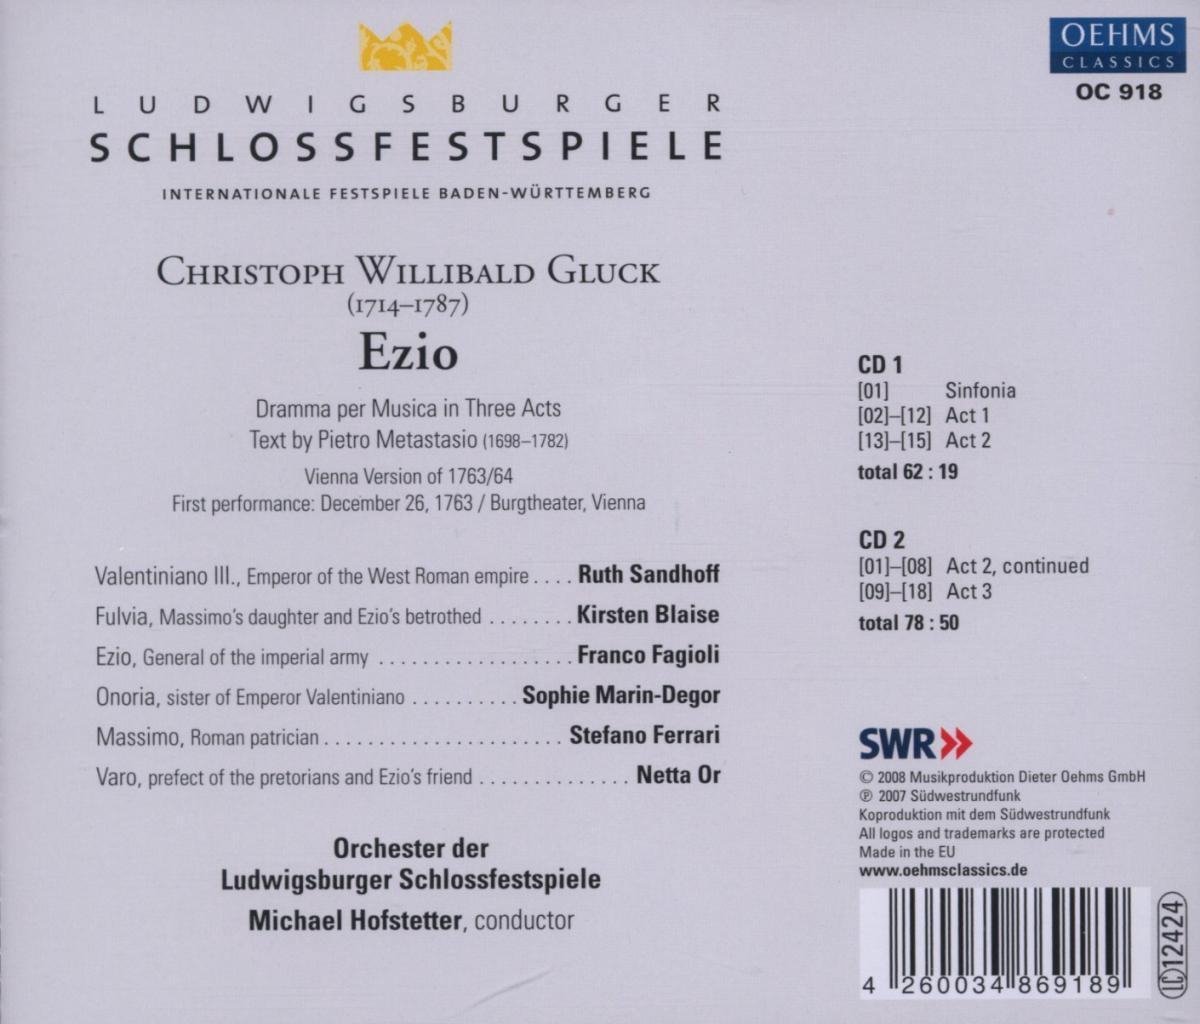 OEHMS
CLASSICS
OC 918
LUDWIGSBURGER
SCHLOSSFESTSPIELE
INTERNATIONALE FESTSPIELE BADEN-WÜRTTEMBERG
CHRISTOPH WILLIBALD GLUCK
(1714–1787)
Ezio
Dramma per Musica in Three Acts
Text by Pietro Metastasio (1698–1782)
Vienna Version of 1763/64
First performance: December 26, 1763 / Burgtheater, Vienna
Valentiniano III., Emperor of the West Roman empire .... Ruth Sandhoff
Fulvia, Massimo's daughter and Ezio's betrothed ........ Kirsten Blaise
Ezio, General of the imperial army .................. Franco Fagioli
Onoria, sister of Emperor Valentiniano .......... Sophie Marin-Degor
Massimo, Roman patrician ...................... Stefano Ferrari
Varo, prefect of the pretorians and Ezio's friend .............. Netta Or
Orchester der
Ludwigsburger Schlossfestspiele
Michael Hofstetter, conductor
CD 1
[01] Sinfonia
[02]–[12] Act 1
[13]–[15] Act 2
total 62 : 19
CD 2
[01]–[08] Act 2, continued
[09]–[18] Act 3
total 78 : 50
SWR
© 2008 Musikproduktion Dieter Oehms GmbH
℗ 2007 Südwestrundfunk
Koproduktion mit dem Südwestrundfunk
All logos and trademarks are protected
Made in the EU
www.oehmsclassics.de
4 260034 869189
LC 12424